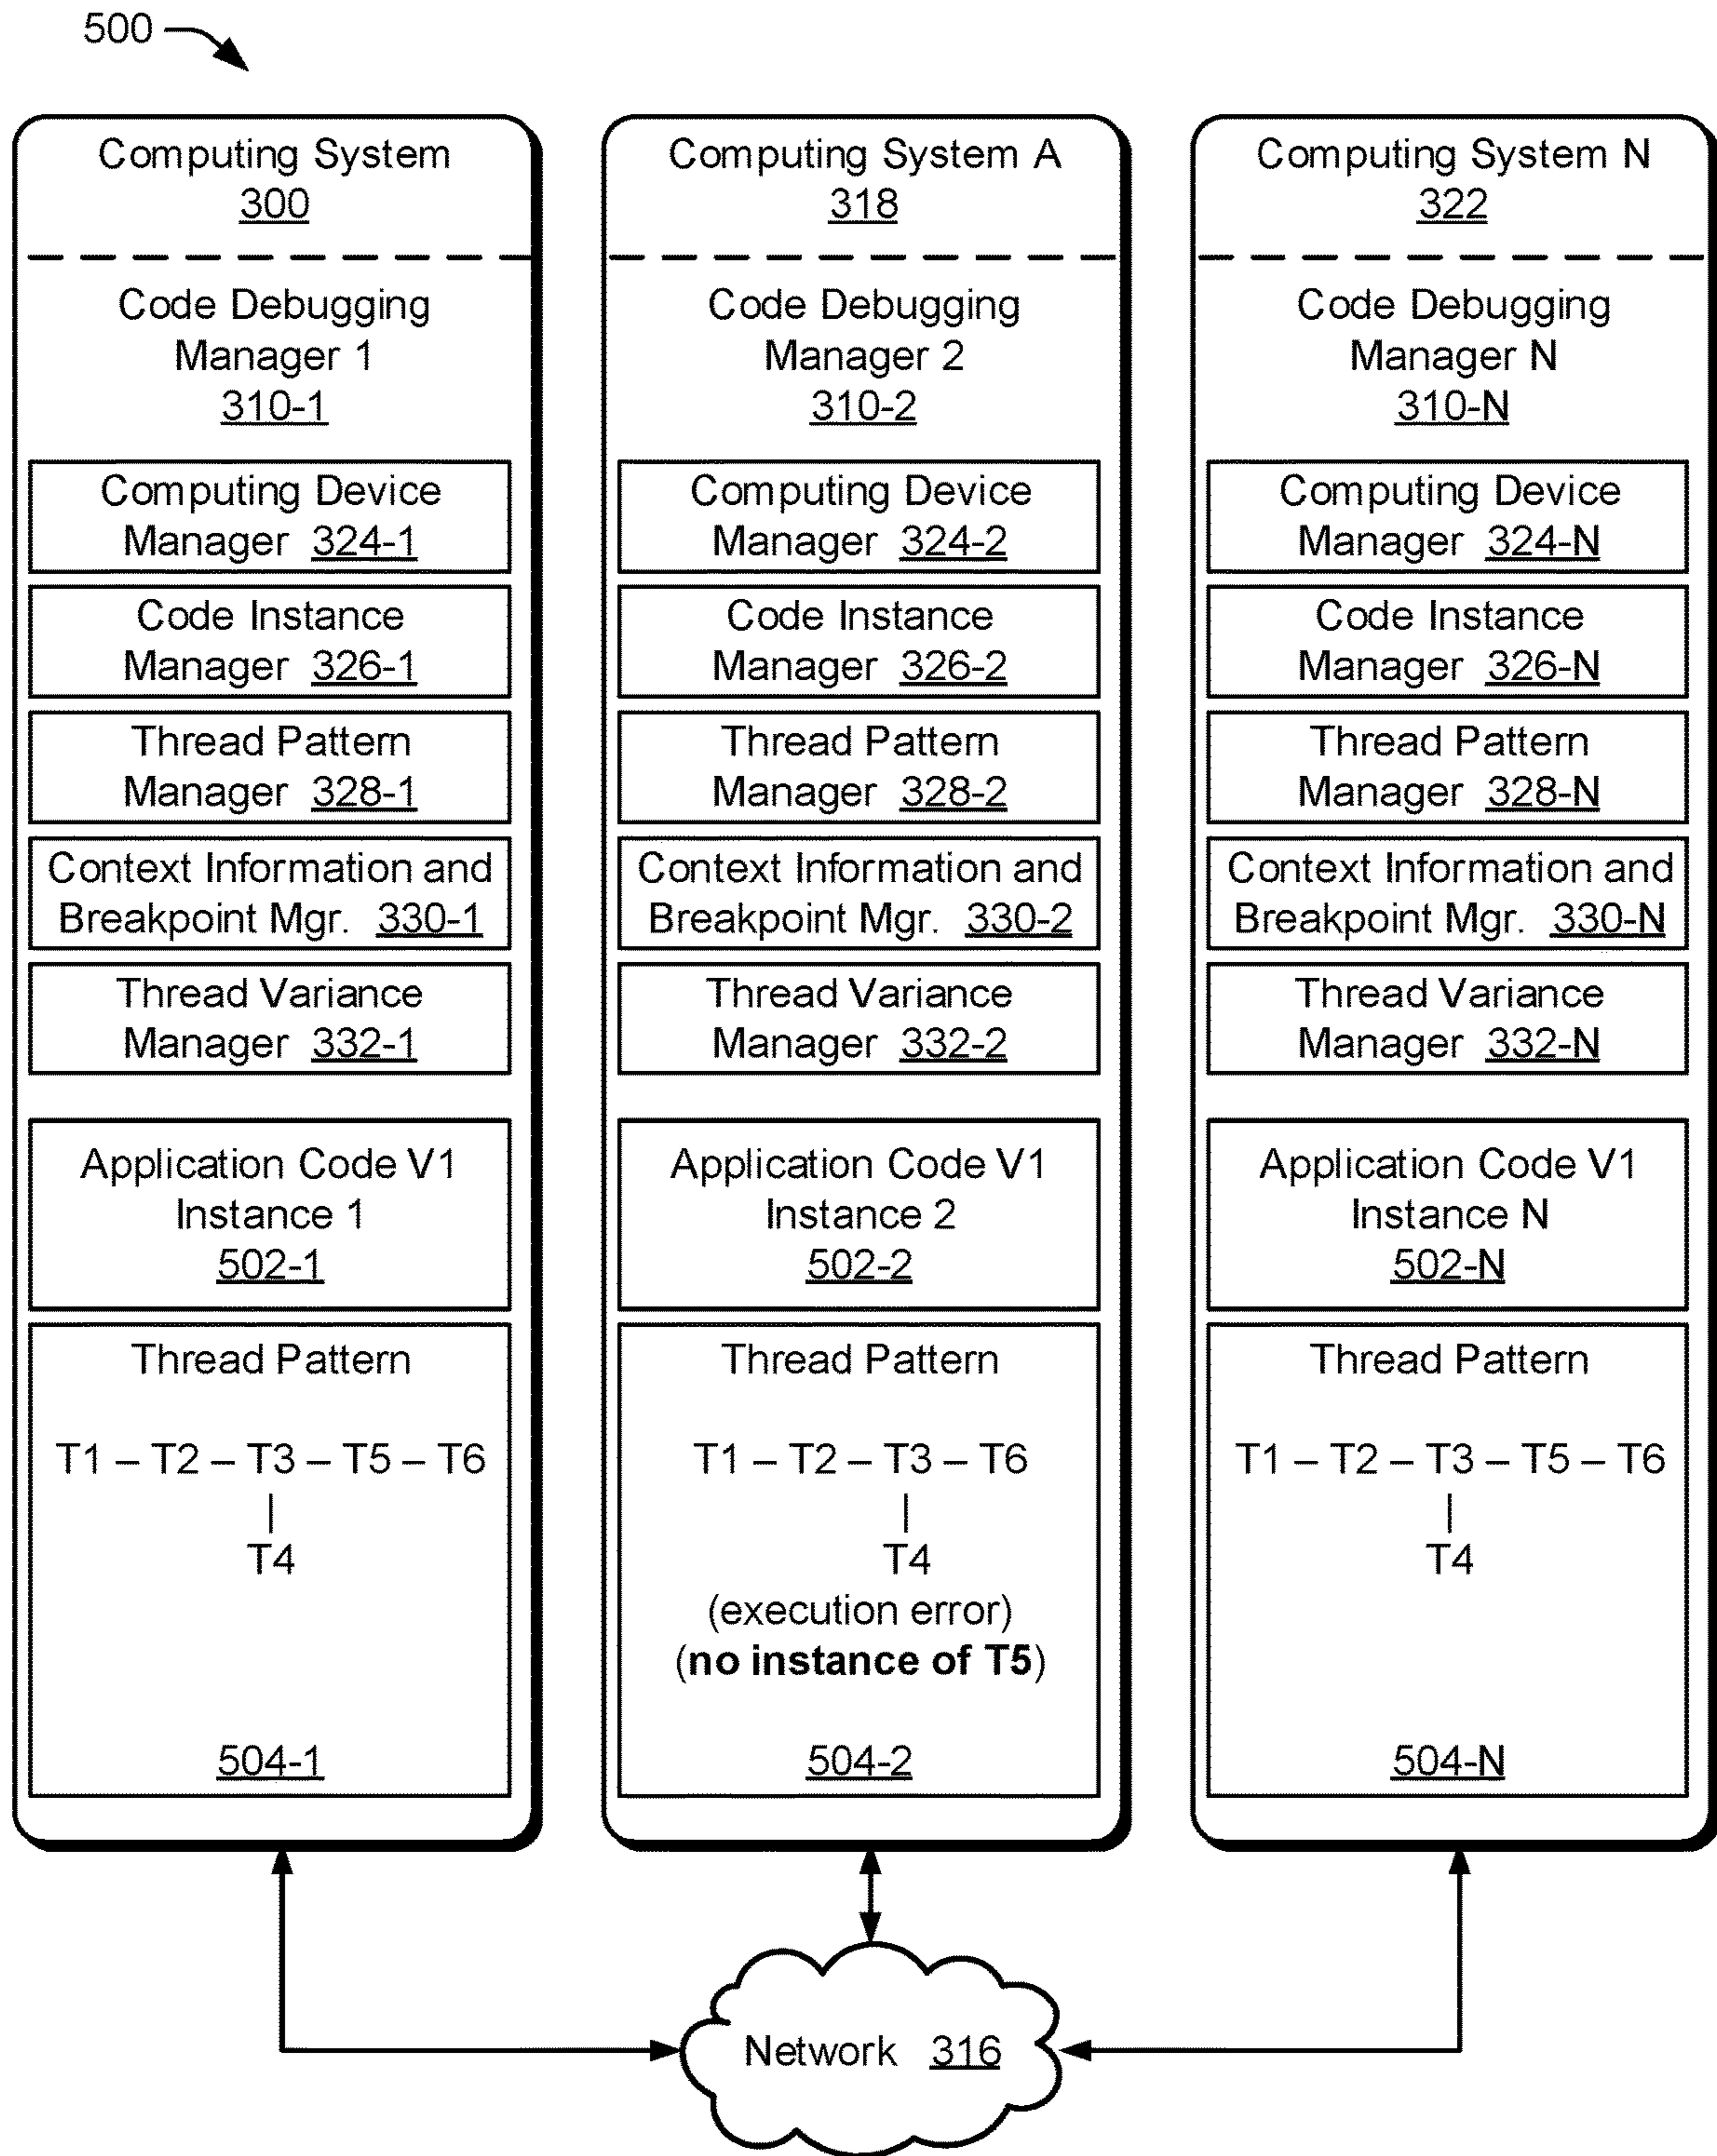 500
Computing System
300
Code Debugging
Manager 1
310-1
Computing Device
Manager 324-1
Code Instance
Manager 326-1
Thread Pattern
Manager 328-1
Context Information and
Breakpoint Mgr. 330-1
Thread Variance
Manager 332-1
Application Code V1
Instance 1
502-1
Thread Pattern
T1 – T2 – T3 – T5 – T6
|
T4
504-1
Computing System A
318
Code Debugging
Manager 2
310-2
Computing Device
Manager 324-2
Code Instance
Manager 326-2
Thread Pattern
Manager 328-2
Context Information and
Breakpoint Mgr. 330-2
Thread Variance
Manager 332-2
Application Code V1
Instance 2
502-2
Thread Pattern
T1 – T2 – T3 – T6
|
T4
(execution error)
(no instance of T5)
504-2
Computing System N
322
Code Debugging
Manager N
310-N
Computing Device
Manager 324-N
Code Instance
Manager 326-N
Thread Pattern
Manager 328-N
Context Information and
Breakpoint Mgr. 330-N
Thread Variance
Manager 332-N
Application Code V1
Instance N
502-N
Thread Pattern
T1 – T2 – T3 – T5 – T6
|
T4
504-N
Network 316